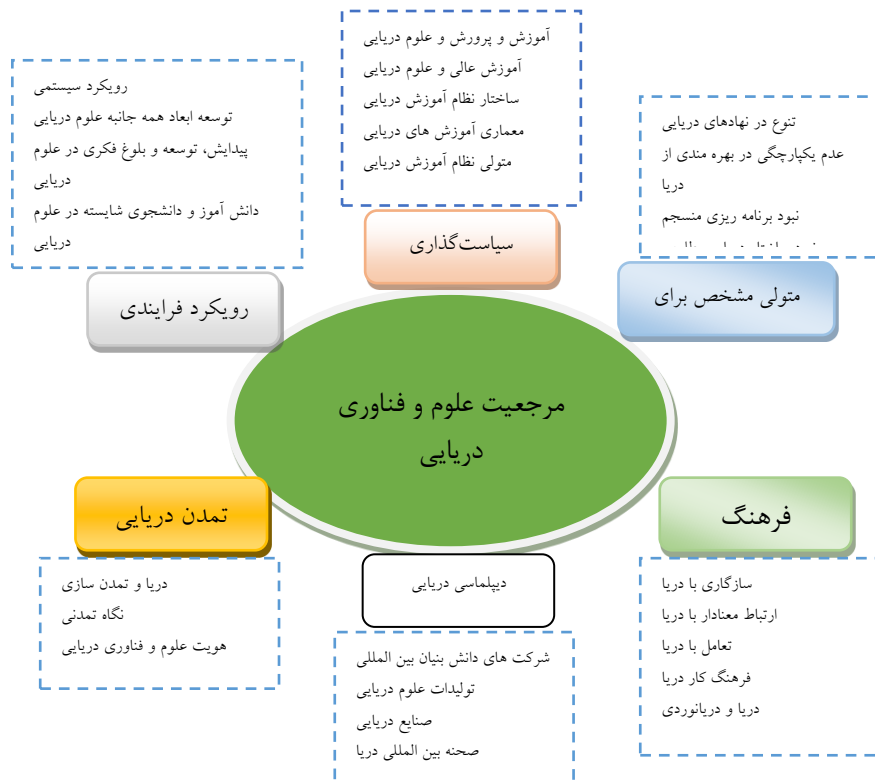 آموزش و پرورش و علوم دریایی
آموزش عالی و علوم دریایی
ساختار نظام آموزش دریایی
معماری آموزش های دریایی
متولی نظام آموزش دریایی
سیاست‌گذاری
تنوع در نهادهای دریایی
عدم یکپارچگی در بهره مندی از
دریا
نبود برنامه ریزی منسجم
متولی مشخص برای
رویکرد سیستمی
توسعه ابعاد همه جانبه علوم دریایی
پیدایش، توسعه و بلوغ فکری در علوم
دریایی
دانش آموز و دانشجوی شایسته در علوم
دریایی
رویکرد فرایندی
مرجعیت علوم و فناوری
دریایی
فرهنگ
سازگاری با دریا
ارتباط معنادار با دریا
تعامل با دریا
فرهنگ کار دریا
دریا و دریانوردی
دیپلماسی دریایی
شرکت های دانش بنیان بین المللی
تولیدات علوم دریایی
صنایع دریایی
صحنه بین المللی دریا
تمدن دریایی
دریا و تمدن سازی
نگاه تمدنی
هویت علوم و فناوری دریایی